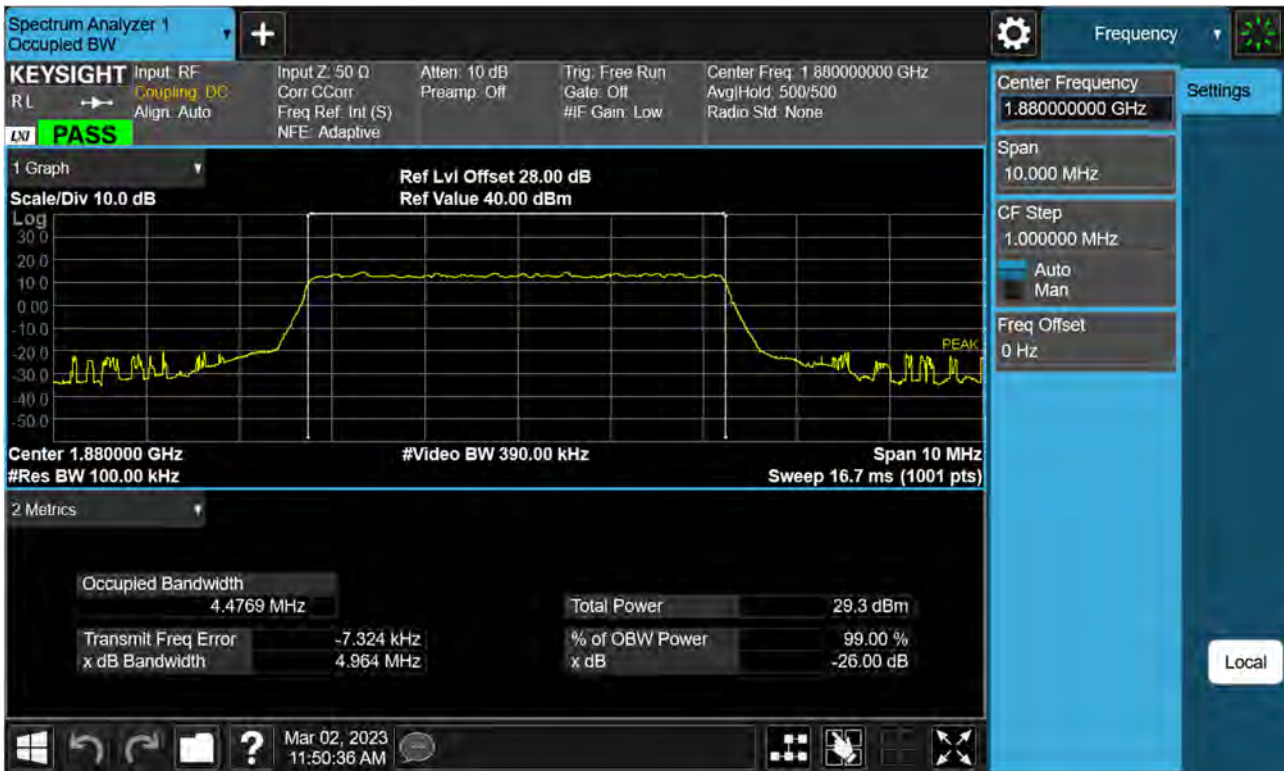 Spectrum Analyzer 1
Occupied BW
+
Frequency
KEYSIGHT
R L
LXI
PASS
Input: RF
Coupling: DC
Align: Auto
Input Z: 50 Ω
Corr CCorr
Freq Ref: Int (S)
NFE: Adaptive
Atten: 10 dB
Preamp: Off
Trig: Free Run
Gate: Off
#IF Gain: Low
Center Freq: 1.880000000 GHz
Avg|Hold: 500/500
Radio Std: None
Center Frequency
1.880000000 GHz
Settings
Span
10.000 MHz
CF Step
1.000000 MHz
Auto
Man
Freq Offset
0 Hz
Local
1 Graph
Scale/Div 10.0 dB
Ref Lvl Offset 28.00 dB
Ref Value 40.00 dBm
Log
30.0
20.0
10.0
0.00
-10.0
-20.0
-30.0
-40.0
-50.0
PEAK
Center 1.880000 GHz
#Res BW 100.00 kHz
#Video BW 390.00 kHz
Span 10 MHz
Sweep 16.7 ms (1001 pts)
2 Metrics
Occupied Bandwidth
4.4769 MHz
Total Power 29.3 dBm
Transmit Freq Error -7.324 kHz
% of OBW Power 99.00 %
x dB Bandwidth 4.964 MHz
x dB -26.00 dB
?
Mar 02, 2023
11:50:36 AM